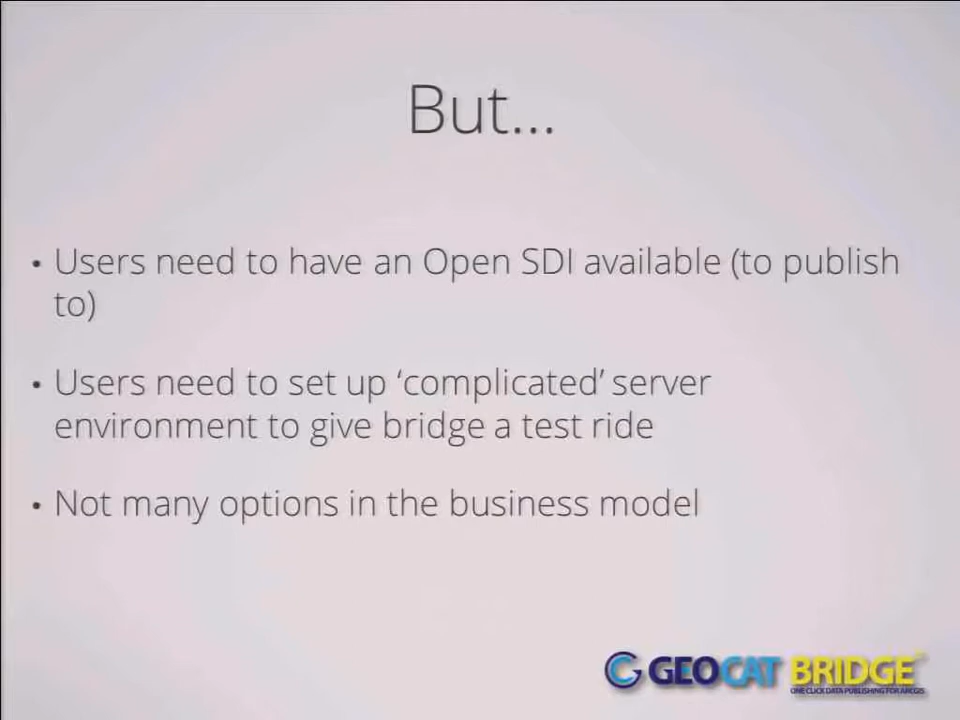 But...
• Users need to have an Open SDI available (to publish
to)
• Users need to set up ‘complicated’ server
environment to give bridge a test ride
• Not many options in the business model
GEOCAT BRIDGE™
ONE CLICK DATA PUBLISHING FOR ARCGIS